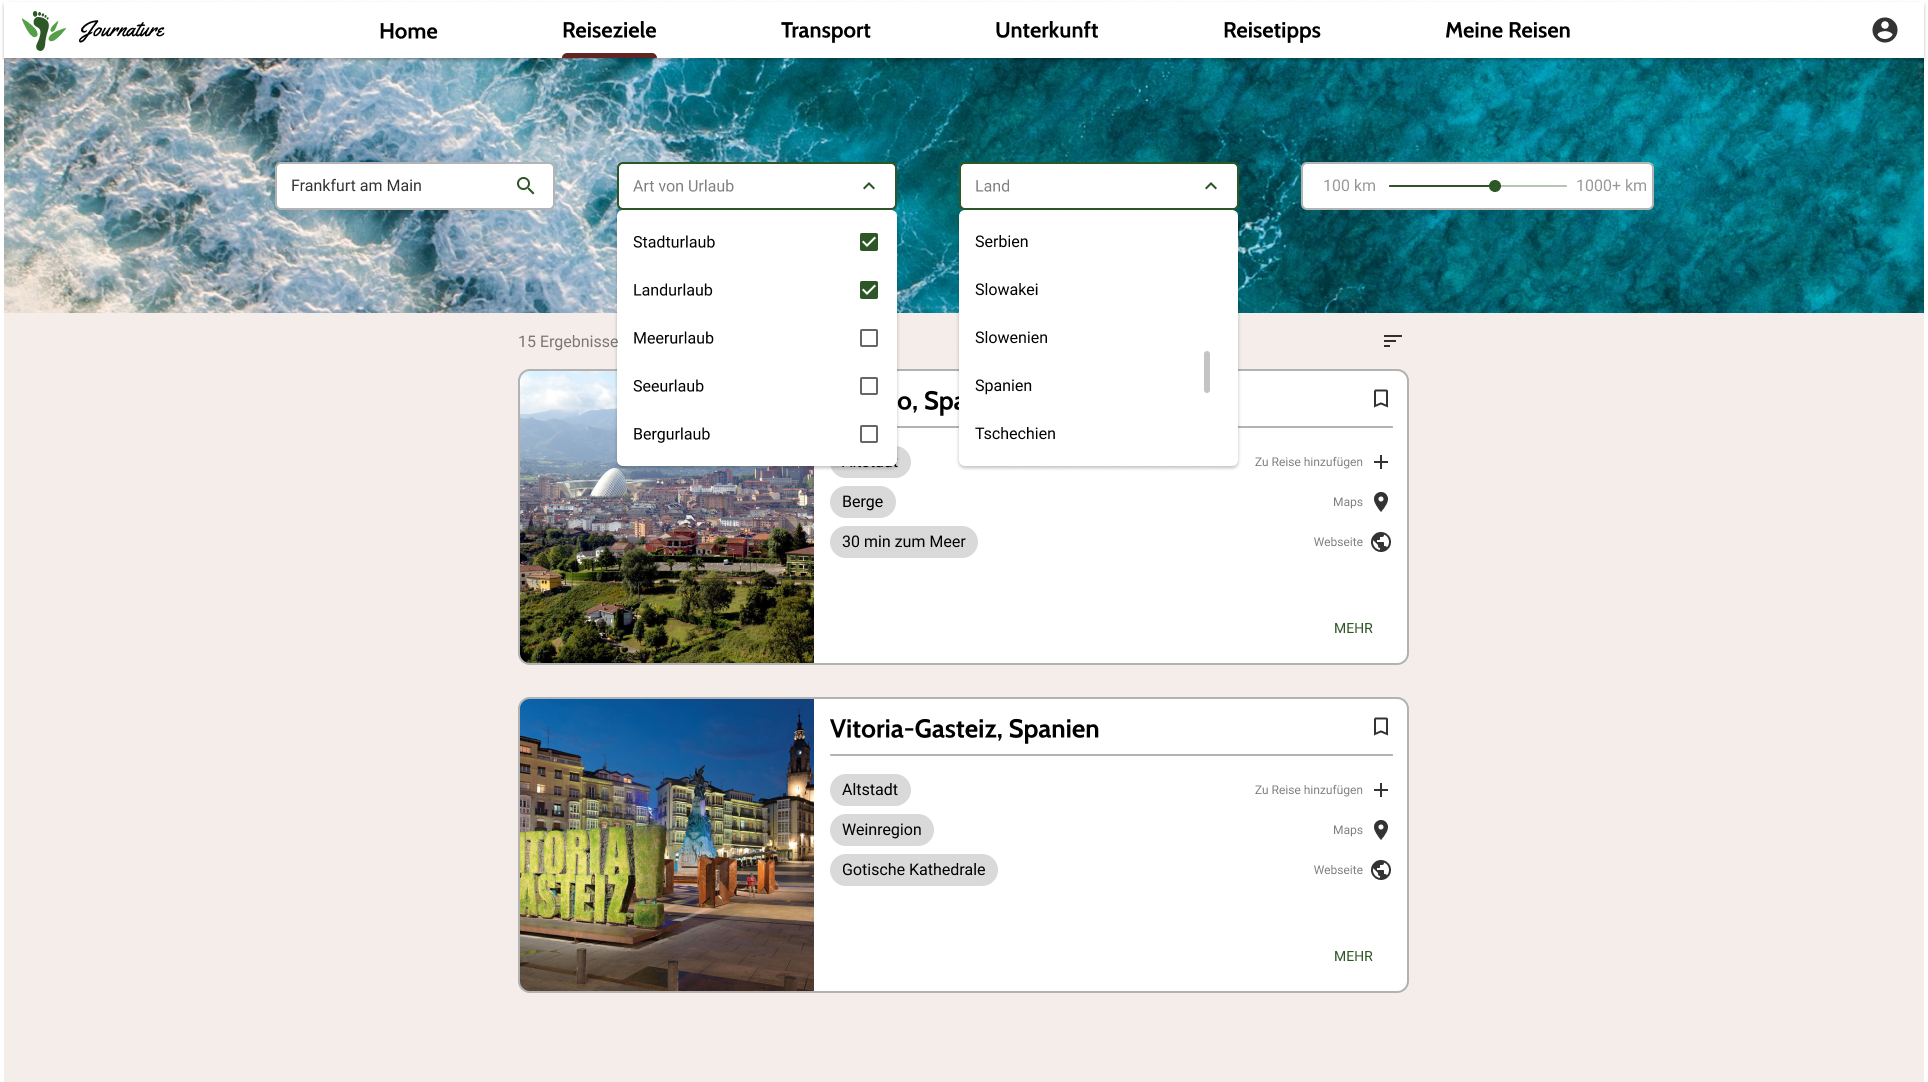 Journature
Home
Reiseziele
Transport
Unterkunft
Reisetipps
Meine Reisen
Frankfurt am Main
Art von Urlaub
Land
100 km
1000+ km
Stadturlaub
Landurlaub
Meerurlaub
Seeurlaub
Bergurlaub
Serbien
Slowakei
Slowenien
Spanien
Tschechien
15 Ergebnisse
o, Spa
Zu Reise hinzufügen
Berge
Maps
30 min zum Meer
Webseite
MEHR
Vitoria-Gasteiz, Spanien
Altstadt
Zu Reise hinzufügen
Weinregion
Maps
Gotische Kathedrale
Webseite
MEHR
TORIA
ASTEIZ